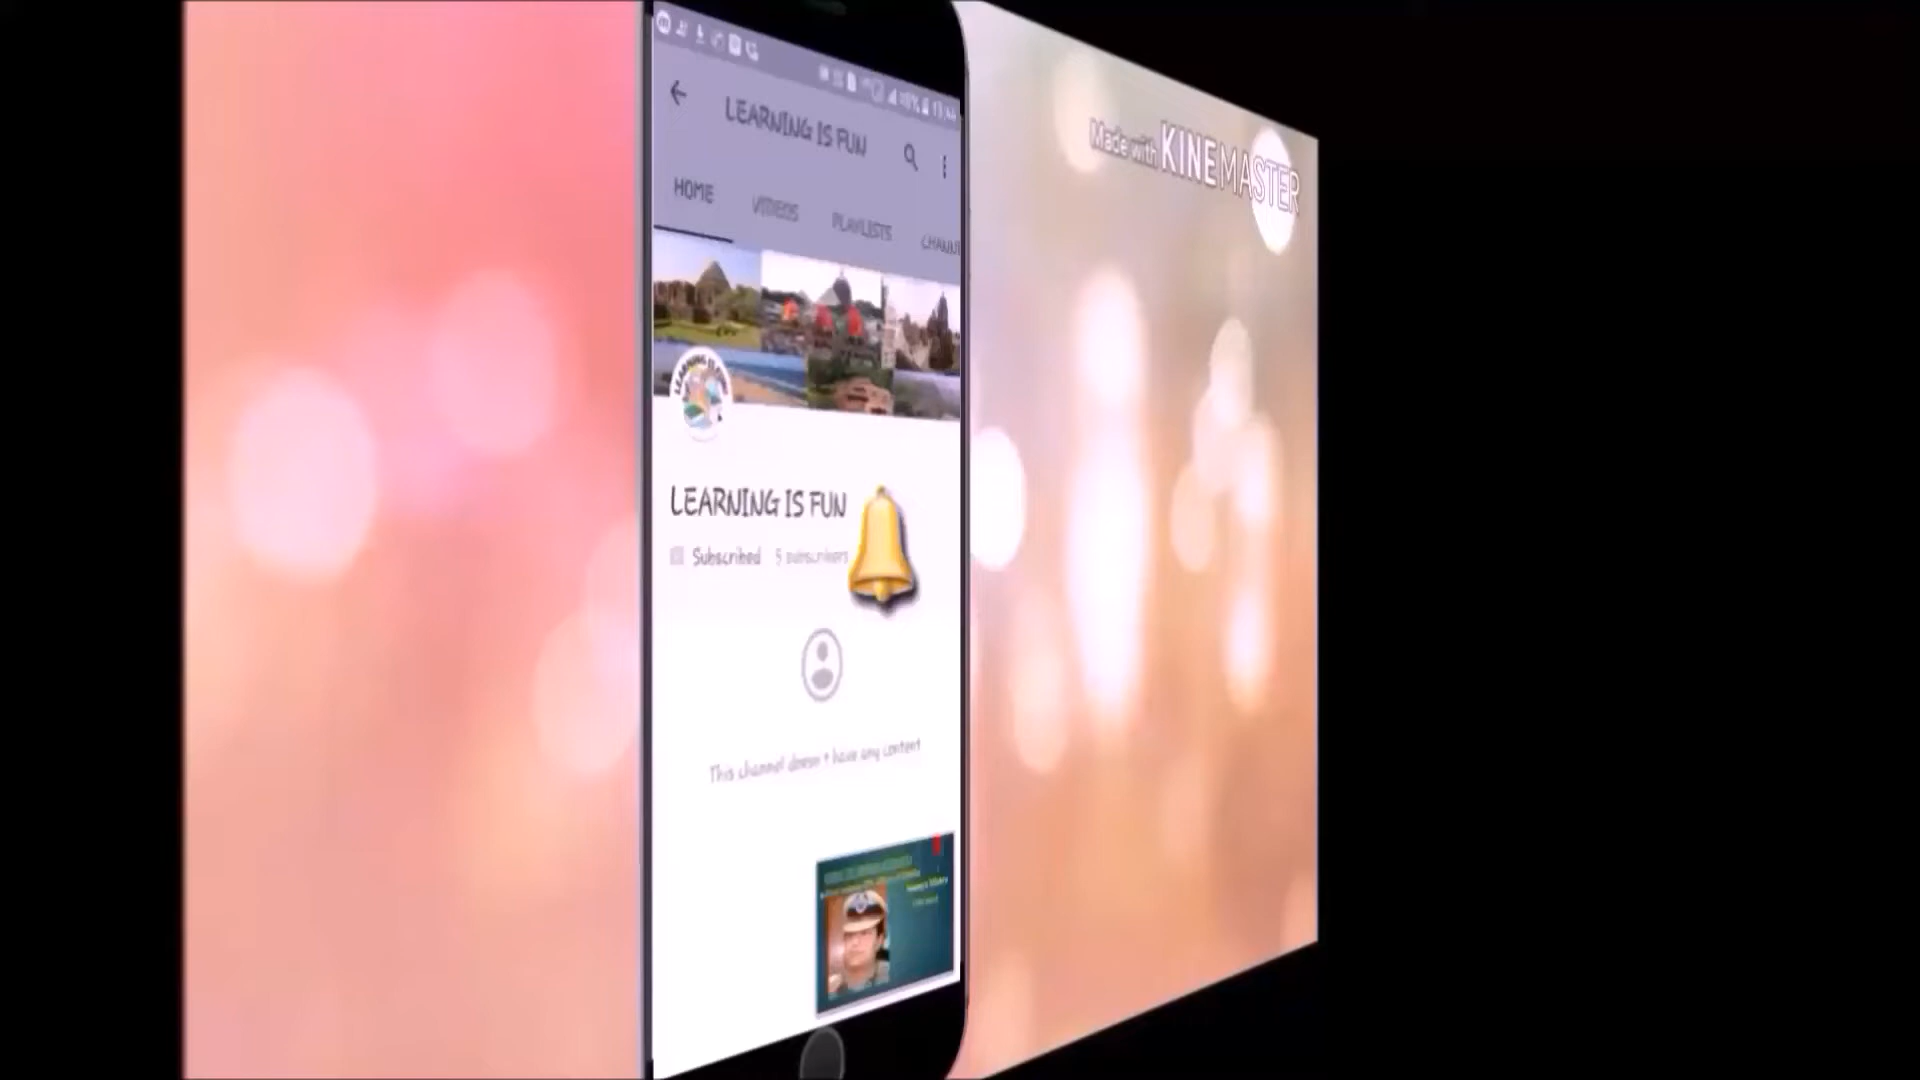 LEARNING IS FUN
HOME VIDEOS PLAYLISTS
Made with KINEMASTER
LEARNING IS FUN
Subscribed 5 subscribers
This channel doesn't have any content